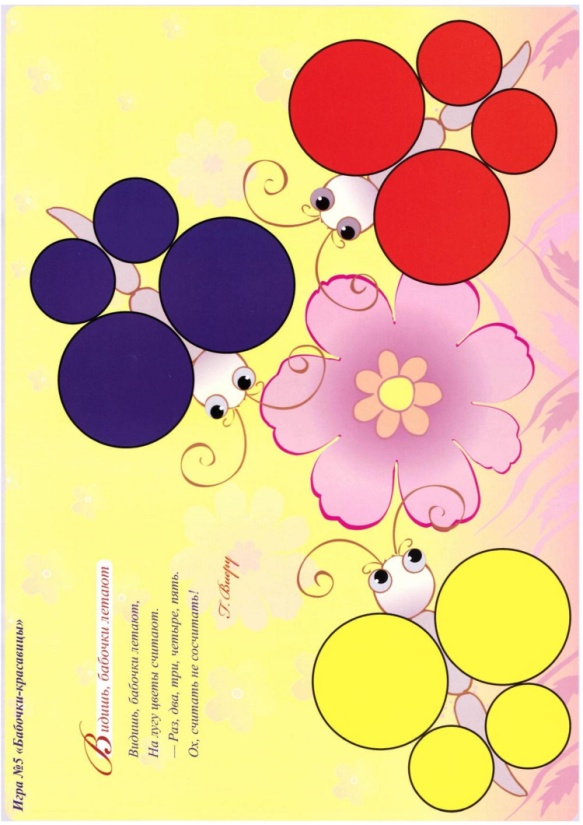 Игра №5 «Бабочки-красавицы»
Видишь, бабочки летают
Видишь, бабочки летают,
На лугу цветы считают.
— Раз, два, три, четыре, пять.
Ох, считать не сосчитать!
Г. Виеру